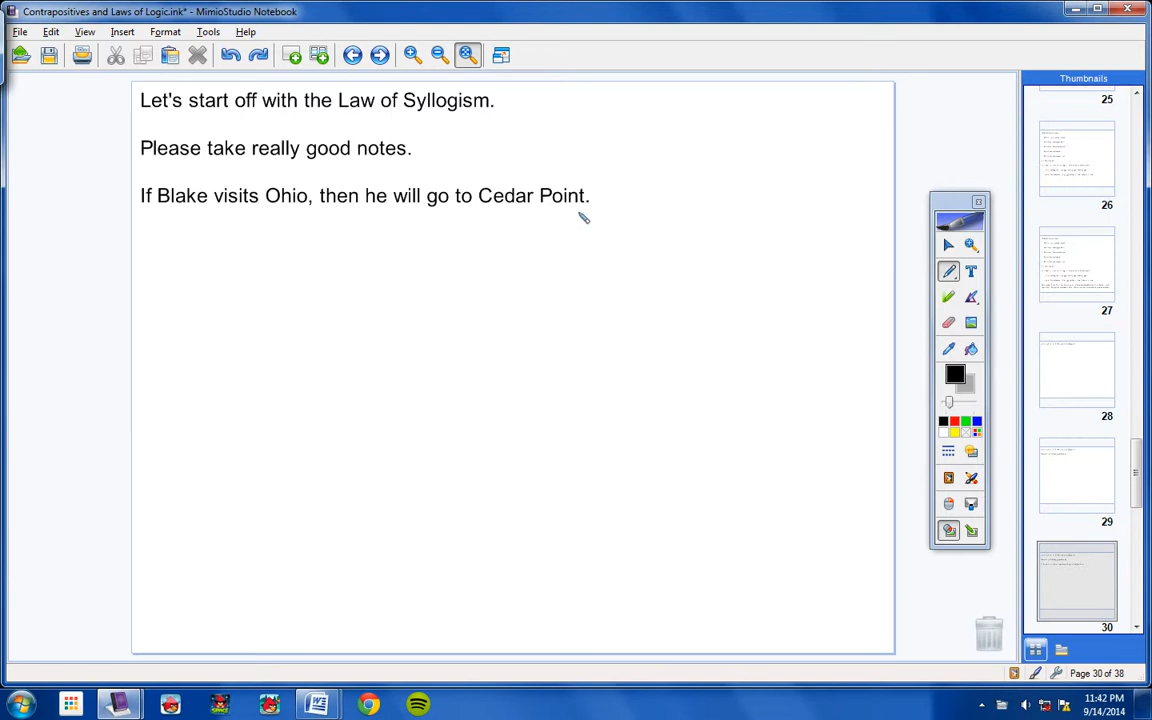 Contrapositives and Laws of Logic.ink* - MimioStudio Notebook
File Edit View Insert Format Tools Help
Let's start off with the Law of Syllogism.
Please take really good notes.
If Blake visits Ohio, then he will go to Cedar Point.
Thumbnails
25
26
27
28
29
30
Page 30 of 38
11:42 PM
9/14/2014